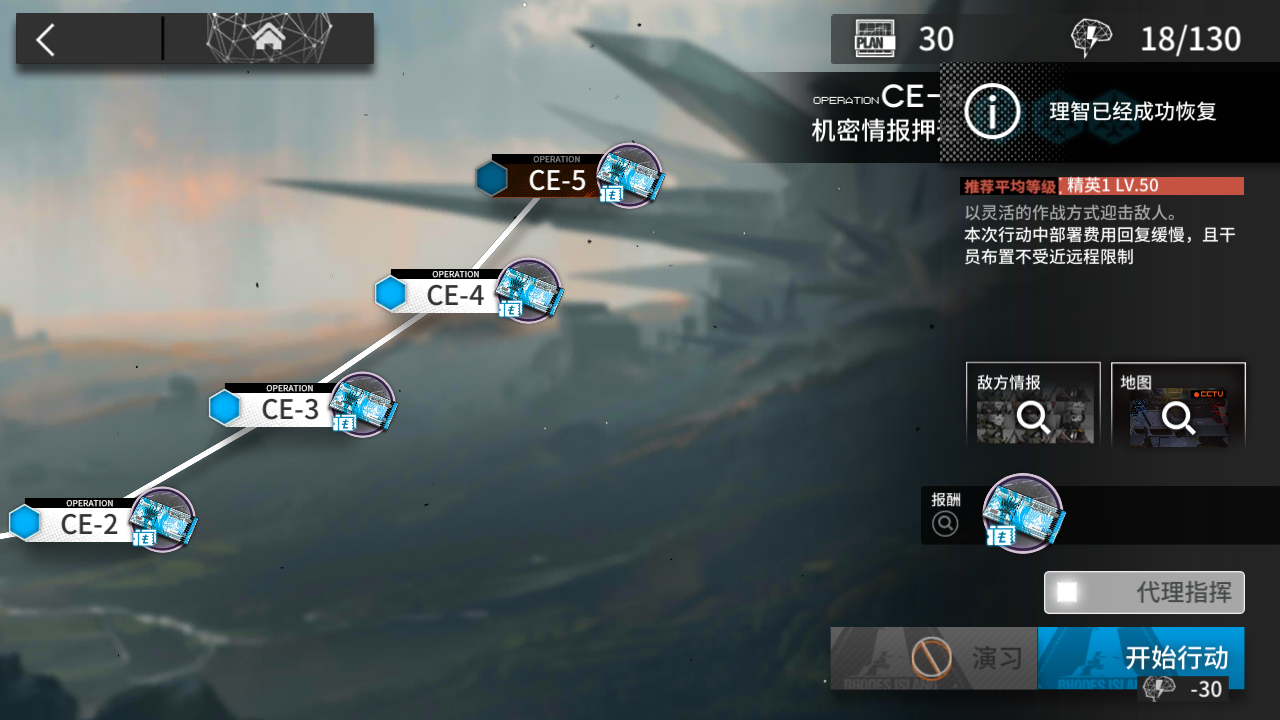 PLAN
30
18/130
OPERATION CE-
机密情报押
理智已经成功恢复
OPERATION
CE-5
推荐平均等级 精英1 LV.50
以灵活的作战方式迎击敌人。
本次行动中部署费用回复缓慢，且干
员布置不受近远程限制
OPERATION
CE-4
敌方情报
地图
CCTV
OPERATION
CE-3
报酬
OPERATION
CE-2
代理指挥
演习
开始行动
RHODES ISLAND
RHODES ISLA
-30